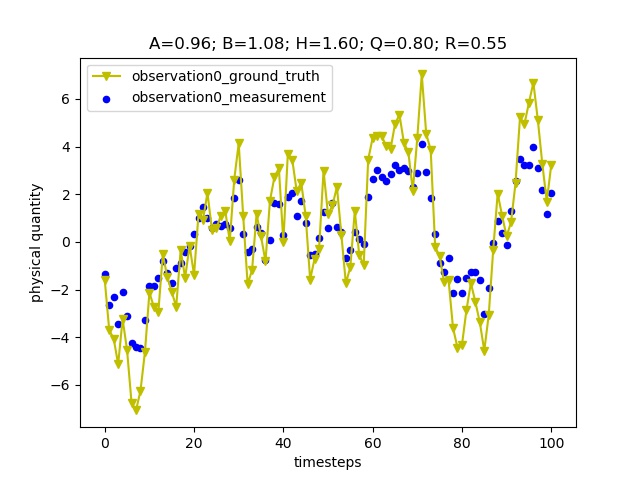 A=0.96; B=1.08; H=1.60; Q=0.80; R=0.55
observation0_ground_truth
observation0_measurement
physical quantity
6
4
2
0
−2
−4
−6
0 20 40 60 80 100
timesteps